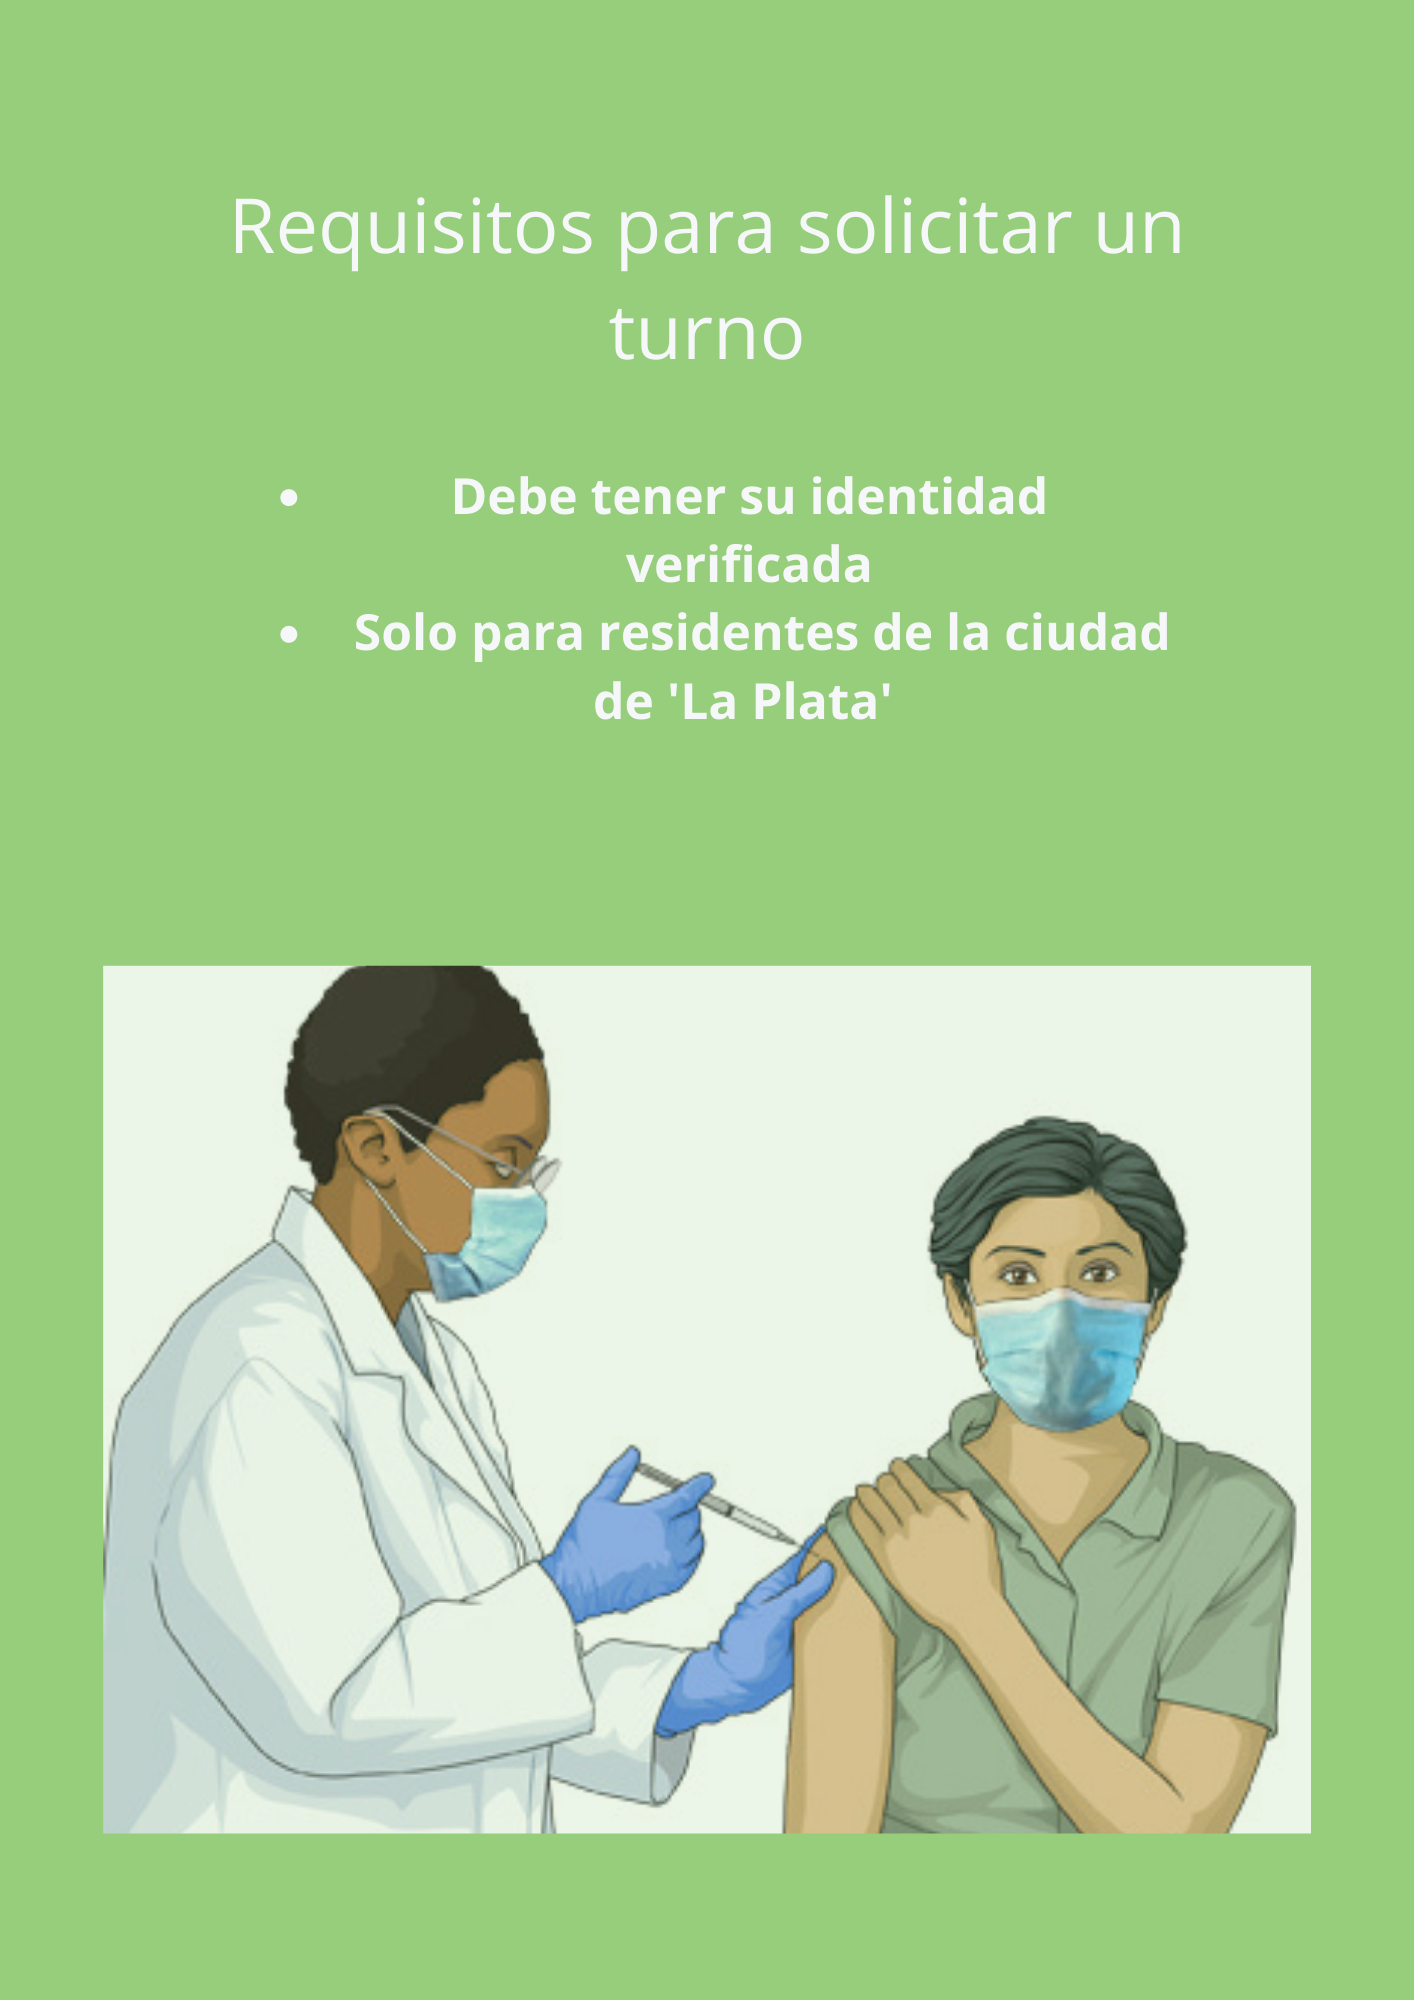 Requisitos para solicitar un
turno
• Debe tener su identidad
verificada
• Solo para residentes de la ciudad
de 'La Plata'